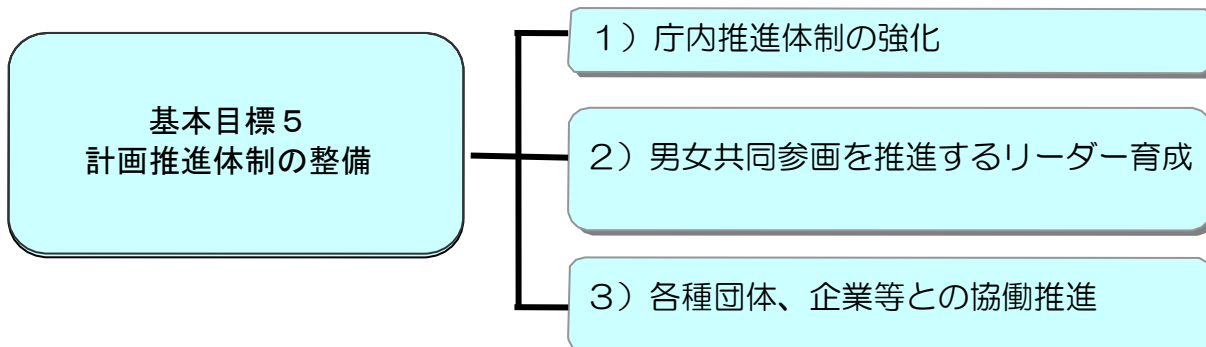 基本目標５
計画推進体制の整備
１）庁内推進体制の強化
２）男女共同参画を推進するリーダー育成
３）各種団体、企業等との協働推進